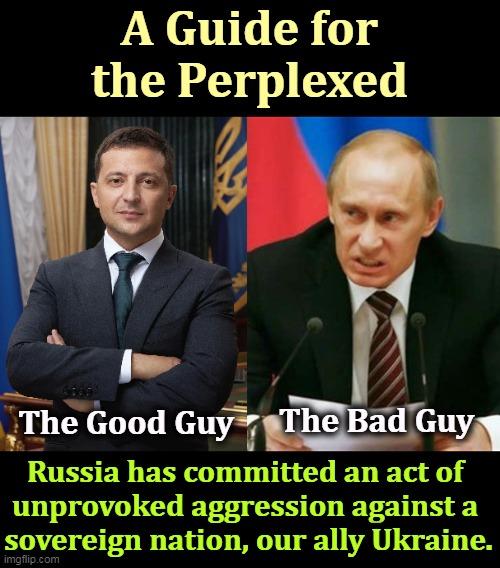 A Guide for
the Perplexed
The Good Guy
The Bad Guy
Russia has committed an act of
unprovoked aggression against a
sovereign nation, our ally Ukraine.
imgflip.com